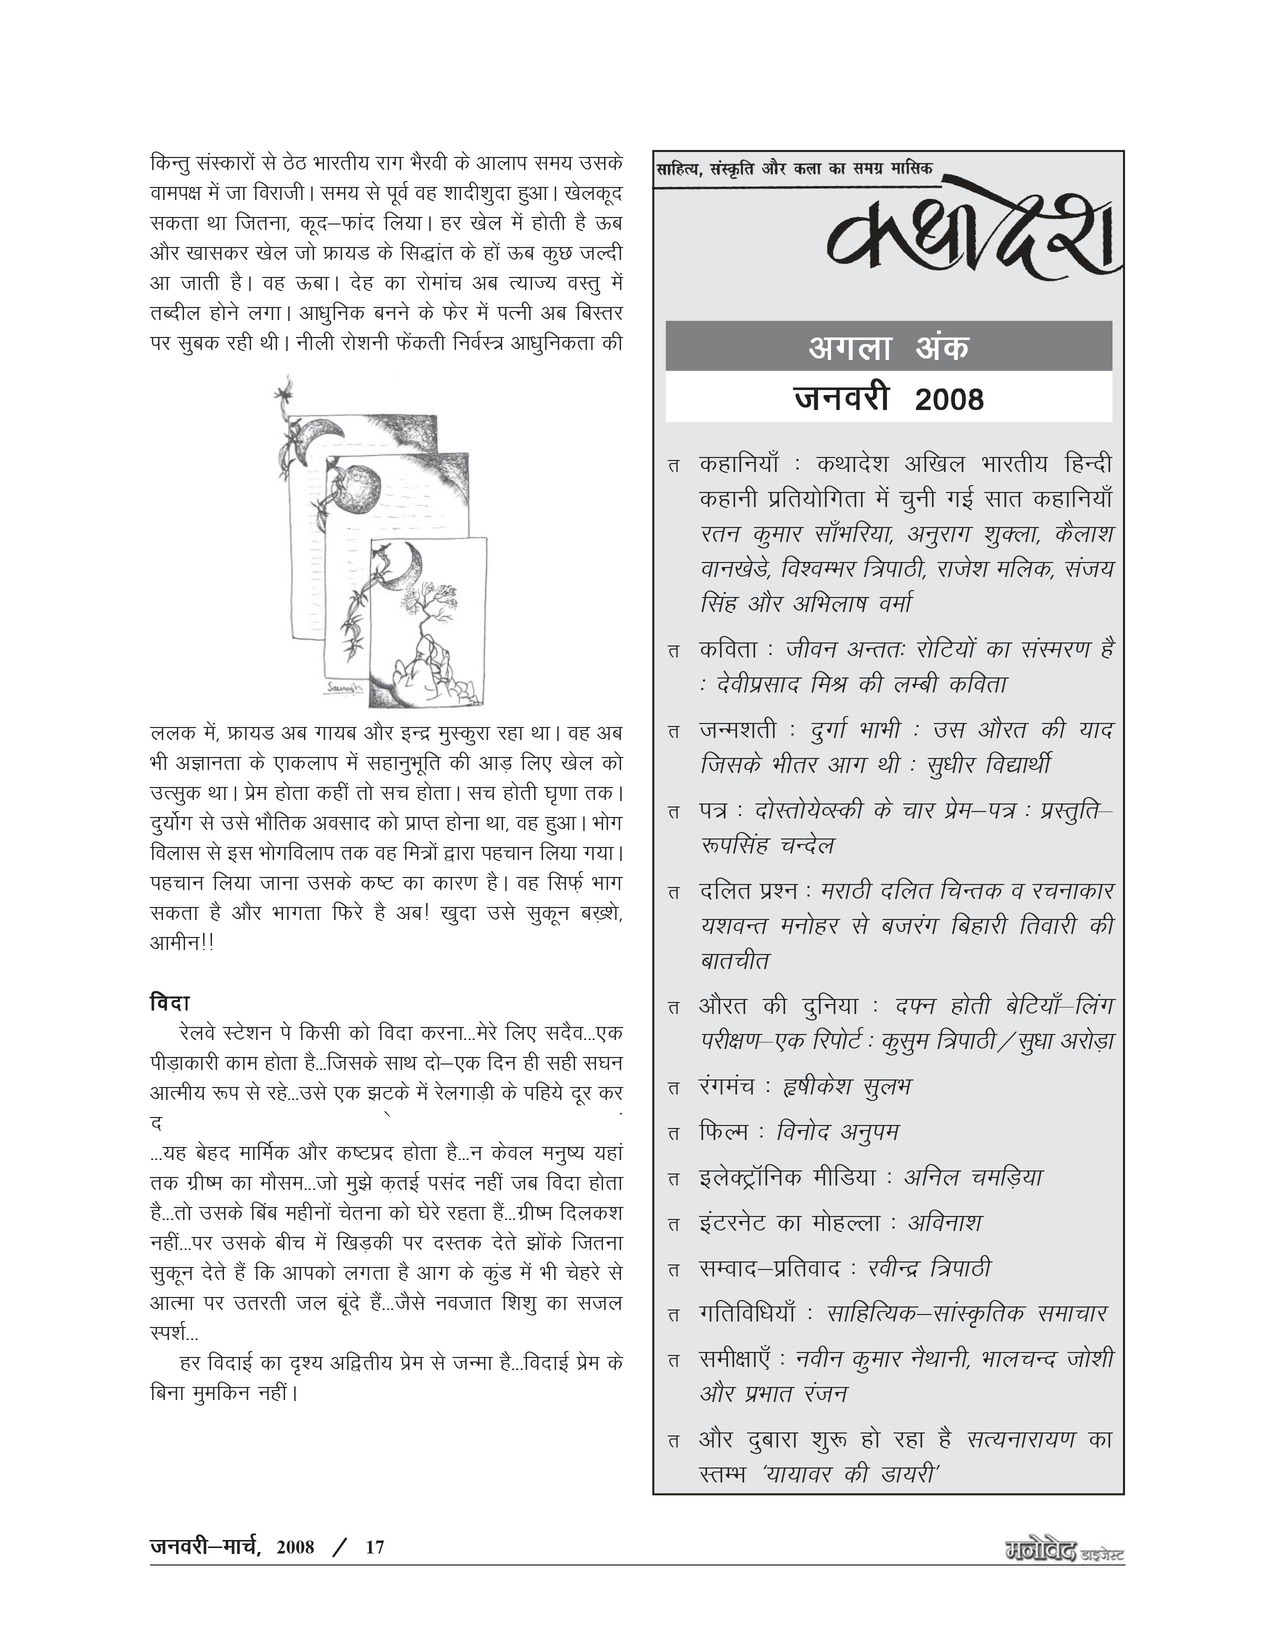 किन्तु संस्कारों से ठेठ भारतीय राग भैरवी के आलाप समय उसके
वामपक्ष में जा विराजी। समय से पूर्व वह शादीशुदा हुआ। खेलकूद
सकता था जितना, कूद–फांद लिया। हर खेल में होती है ऊब
और खासकर खेल जो फ्रायड के सिद्धांत के हों ऊब कुछ जल्दी
आ जाती है। वह ऊबा। देह का रोमांच अब त्याज्य वस्तु में
तब्दील होने लगा। आधुनिक बनने के फेर में पत्नी अब बिस्तर
पर सुबक रही थी। नीली रोशनी फेंकती निर्वस्त्र आधुनिकता की
ललक में, फ्रायड अब गायब और इन्द्र मुस्कुरा रहा था। वह अब
भी अज्ञानता के एकालाप में सहानुभूति की आड़ लिए खेल को
उत्सुक था। प्रेम होता कहीं तो सच होता। सच होती घृणा तक।
दुर्योग से उसे भौतिक अवसाद को प्राप्त होना था, वह हुआ। भोग
विलास से इस भोगविलाप तक वह मित्रों द्वारा पहचान लिया गया।
पहचान लिया जाना उसके कष्ट का कारण है। वह सिर्फ़ भाग
सकता है और भागता फिरे है अब! खुदा उसे सुकून बख़्शे,
आमीन!!
विदा
रेलवे स्टेशन पे किसी को विदा करना...मेरे लिए सदैव...एक
पीड़ाकारी काम होता है...जिसके साथ दो–एक दिन ही सही सघन
आत्मीय रूप से रहे...उसे एक झटके में रेलगाड़ी के पहिये दूर कर
द े ं
...यह बेहद मार्मिक और कष्टप्रद होता है...न केवल मनुष्य यहां
तक ग्रीष्म का मौसम...जो मुझे क़तई पसंद नहीं जब विदा होता
है...तो उसके बिंब महीनों चेतना को घेरे रहता हैं...ग्रीष्म दिलकश
नहीं...पर उसके बीच में खिड़की पर दस्तक देते झोंके जितना
सुकून देते हैं कि आपको लगता है आग के कुंड में भी चेहरे से
आत्मा पर उतरती जल बूंदे हैं...जैसे नवजात शिशु का सजल
स्पर्श...
हर विदाई का दृश्य अद्वितीय प्रेम से जन्मा है...विदाई प्रेम के
बिना मुमकिन नहीं।
साहित्य, संस्कृति और कला का समग्र मासिक
कथादेश
अगला अंक
जनवरी 2008
त कहानियाँ : कथादेश अखिल भारतीय हिन्दी
कहानी प्रतियोगिता में चुनी गई सात कहानियाँ
रतन कुमार साँभरिया, अनुराग शुक्ला, कैलाश
वानखेडे, विश्वम्भर त्रिपाठी, राजेश मलिक, संजय
सिंह और अभिलाष वर्मा
त कविता : जीवन अन्ततः रोटियों का संस्मरण है
: देवीप्रसाद मिश्र की लम्बी कविता
त जन्मशती : दुर्गा भाभी : उस औरत की याद
जिसके भीतर आग थी : सुधीर विद्यार्थी
त पत्र : दोस्तोयेव्स्की के चार प्रेम–पत्र : प्रस्तुति–
रूपसिंह चन्देल
त दलित प्रश्न : मराठी दलित चिन्तक व रचनाकार
यशवन्त मनोहर से बजरंग बिहारी तिवारी की
बातचीत
त औरत की दुनिया : दफ्न होती बेटियाँ–लिंग
परीक्षण–एक रिपोर्ट : कुसुम त्रिपाठी/सुधा अरोड़ा
त रंगमंच : हृषीकेश सुलभ
त फिल्म : विनोद अनुपम
त इलेक्ट्रॉनिक मीडिया : अनिल चमड़िया
त इंटरनेट का मोहल्ला : अविनाश
त सम्वाद–प्रतिवाद : रवीन्द्र त्रिपाठी
त गतिविधियाँ : साहित्यिक–सांस्कृतिक समाचार
त समीक्षाएँ : नवीन कुमार नैथानी, भालचन्द जोशी
और प्रभात रंजन
त और दुबारा शुरू हो रहा है सत्यनारायण का
स्तम्भ 'यायावर की डायरी'
जनवरी–मार्च, 2008 / 17
मनोवेद डाइजेस्ट